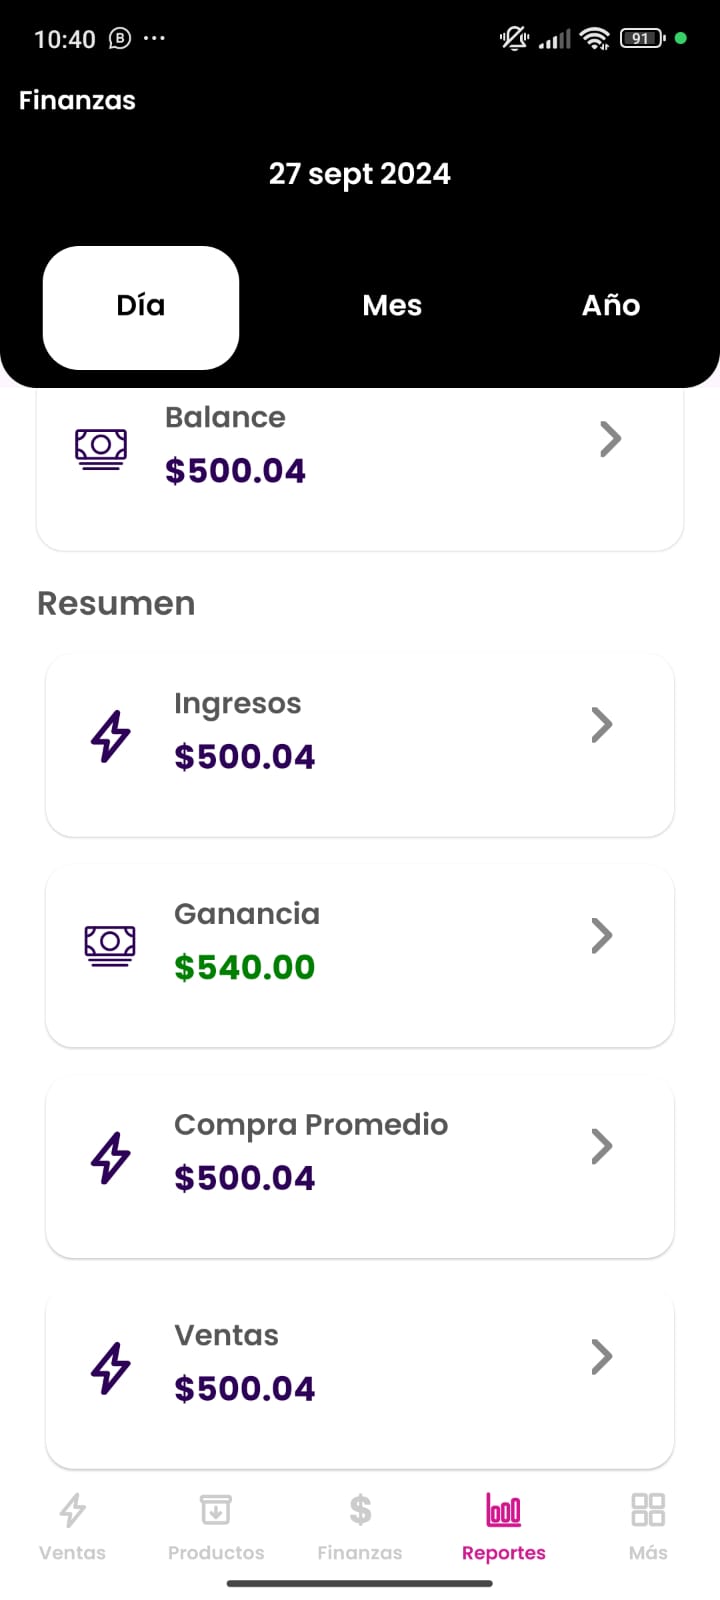 10:40
91
Finanzas
27 sept 2024
Día Mes Año
Balance
$500.04
Resumen
Ingresos
$500.04
Ganancia
$540.00
Compra Promedio
$500.04
Ventas
$500.04
Ventas Productos Finanzas Reportes Más